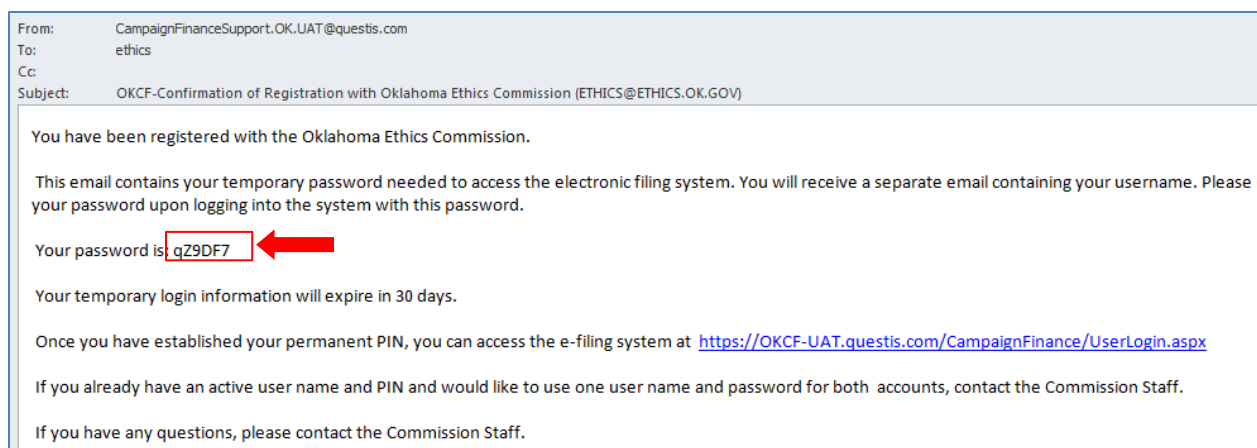 From: CampaignFinanceSupport.OK.UAT@questis.com
To: ethics
Cc:
Subject: OKCF-Confirmation of Registration with Oklahoma Ethics Commission (ETHICS@ETHICS.OK.GOV)
You have been registered with the Oklahoma Ethics Commission.
This email contains your temporary password needed to access the electronic filing system. You will receive a separate email containing your username. Please
your password upon logging into the system with this password.
Your password is: qZ9DF7
Your temporary login information will expire in 30 days.
Once you have established your permanent PIN, you can access the e-filing system at https://OKCF-UAT.questis.com/CampaignFinance/UserLogin.aspx
If you already have an active user name and PIN and would like to use one user name and password for both accounts, contact the Commission Staff.
If you have any questions, please contact the Commission Staff.